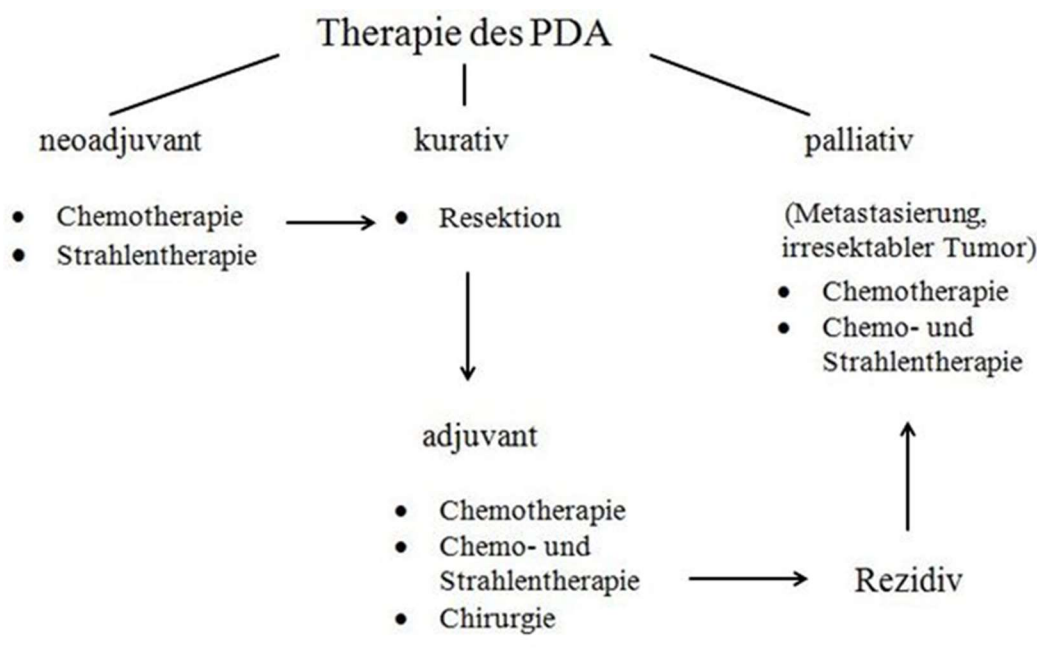 Therapie des PDA
neoadjuvant
kurativ
palliativ
• Chemotherapie
• Strahlentherapie
• Resektion
(Metastasierung,
irresektabler Tumor)
• Chemotherapie
• Chemo- und
Strahlentherapie
adjuvant
• Chemotherapie
• Chemo- und
Strahlentherapie
• Chirurgie
Rezidiv